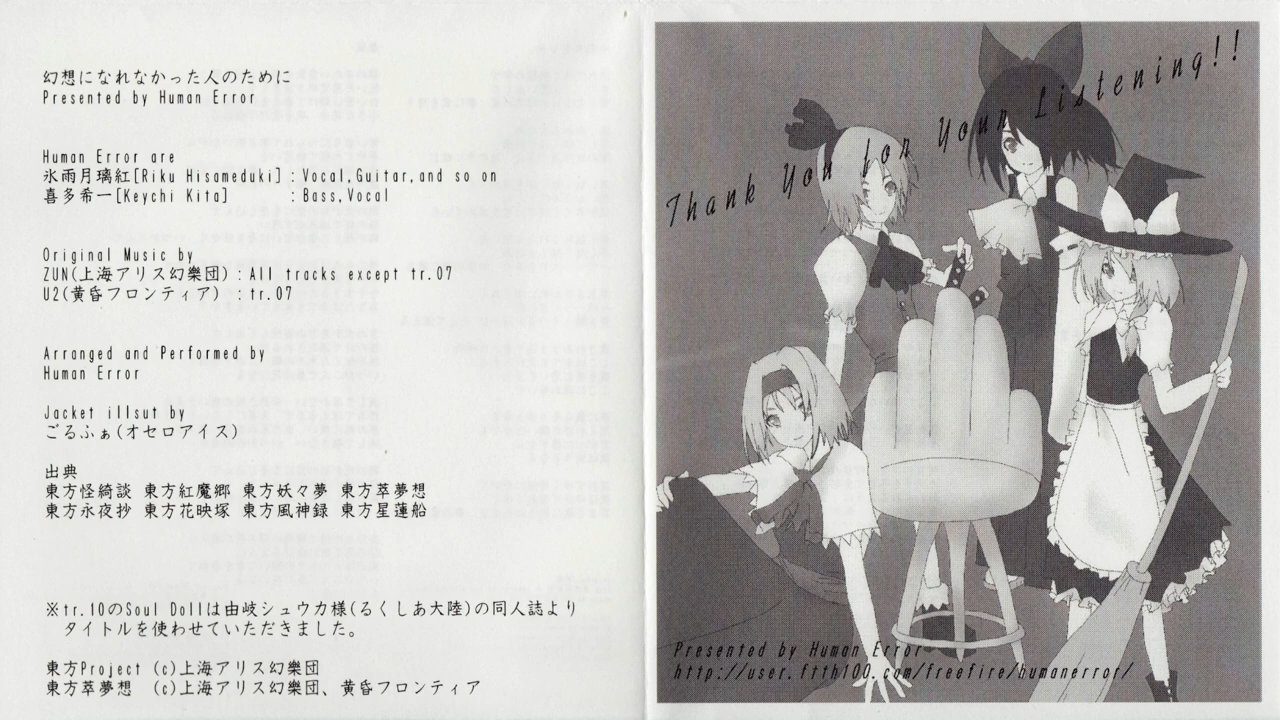 幻想になれなかった人のために
Presented by Human Error
Human Error are
氷雨月璃紅[Riku Hisameduki]:Vocal,Guitar,and so on
喜多希一[Keychi Kita] :Bass,Vocal
Original Music by
ZUN(上海アリス幻樂団):All tracks except tr.07
U2(黄昏フロンティア) :tr.07
Arranged and Performed by
Human Error
Jacket illsut by
ごるふぁ(オセロアイス)
出典
東方怪綺談 東方紅魔郷 東方妖々夢 東方萃夢想
東方永夜抄 東方花映塚 東方風神録 東方星蓮船
※tr.10のSoul Dollは由岐シュウカ様(るくしあ大陸)の同人誌より
タイトルを使わせていただきました。
東方Project (c)上海アリス幻樂団
東方萃夢想 (c)上海アリス幻樂団、黄昏フロンティア
Thank You for Your Listening!!
Presented by Human Error
http://user.ftth100.com/freefire/humanerror/